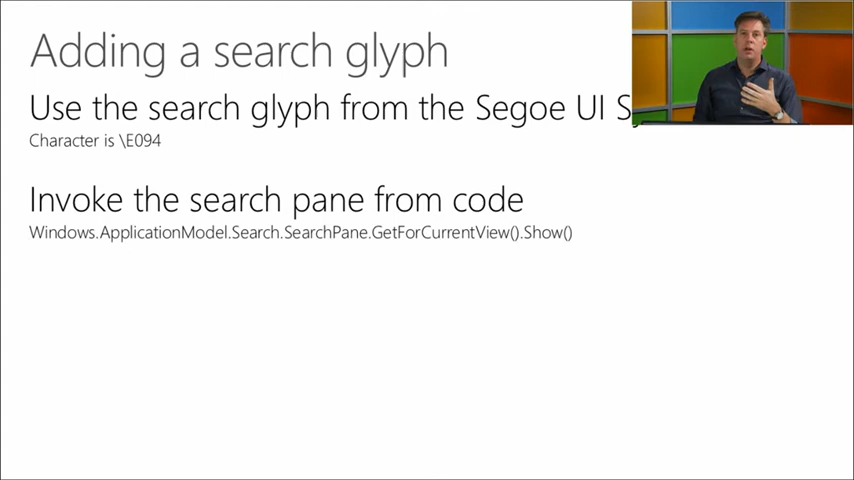 Adding a search glyph
Use the search glyph from the Segoe UI
Character is \E094
Invoke the search pane from code
Windows.ApplicationModel.Search.SearchPane.GetForCurrentView().Show()